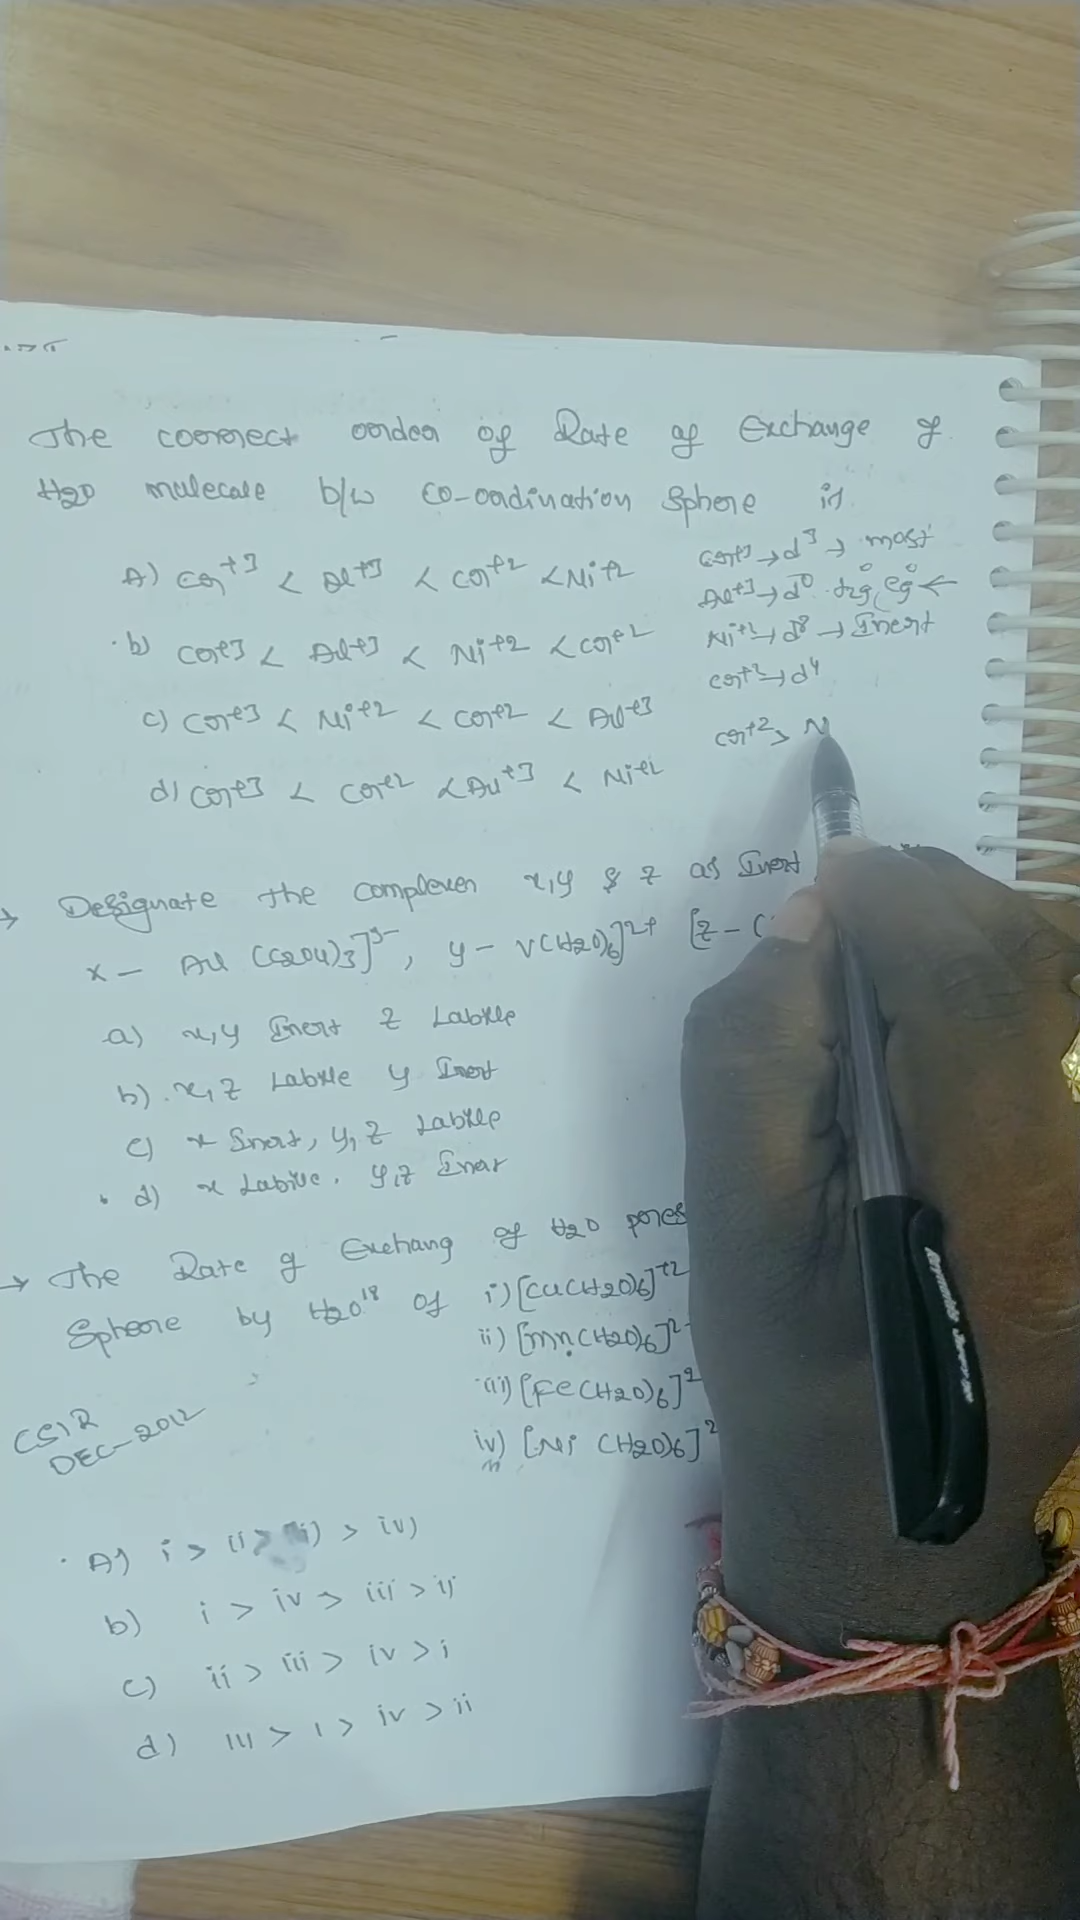 The correct order of Rate of Exchange of
H2O molecule b/w co-ordination Sphere is
A) Cr+3 < Al+3 < Cr+2 < Ni+2
b) Cr+3 < Al+3 < Ni+2 < Cr+2
c) Cr+3 < Ni+2 < Cr+2 < Al+3
d) Cr+3 < Cr+2 < Al+3 < Ni+2
Cr+3 → d3 → most
Al+3 → d0 t2g0 eg0 ←
Ni+2 → d8 → Inert
Cr+2 → d4
Cr+2 > N
→ Designate the complexes x,y & z as Inert
x - Al (C2O4)3]3-, y - V(H2O)6]2+ [z - (
a) x,y Inert z Labile
b) x,z Labile y Inert
c) x Inert, y,z Labile
d) x Labile, y,z Inert
→ The Rate of Exchang of H2O pres
Sphere by H2O18 of i) [Cu(H2O)6]+2
ii) [Mn(H2O)6]2
iii) [Fe(H2O)6]2
iv) [Ni (H2O)6]2
CSIR
DEC-2012
A) i > ii > iv)
b) i > iv > iii > ii
c) ii > iii > iv > i
d) III > I > iv > ii